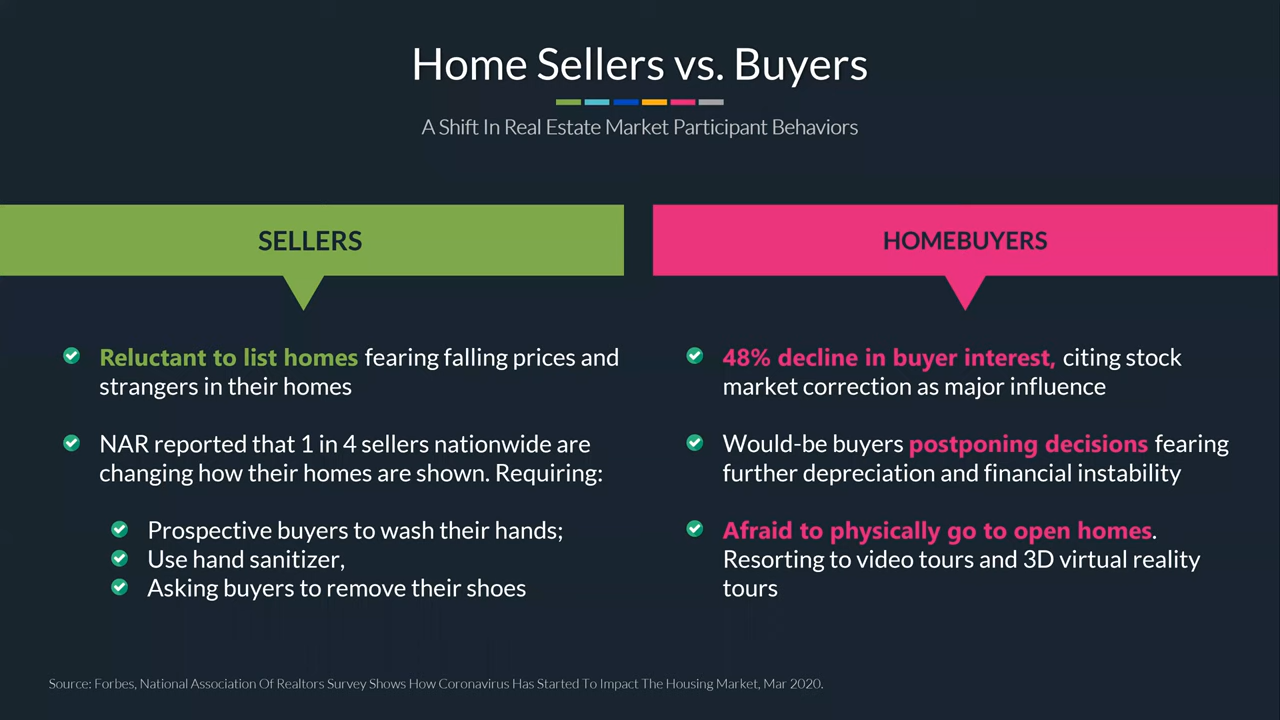 Home Sellers vs. Buyers
A Shift In Real Estate Market Participant Behaviors
SELLERS
Reluctant to list homes fearing falling prices and
strangers in their homes
NAR reported that 1 in 4 sellers nationwide are
changing how their homes are shown. Requiring:
Prospective buyers to wash their hands;
Use hand sanitizer,
Asking buyers to remove their shoes
HOMEBUYERS
48% decline in buyer interest, citing stock
market correction as major influence
Would-be buyers postponing decisions fearing
further depreciation and financial instability
Afraid to physically go to open homes.
Resorting to video tours and 3D virtual reality
tours
Source: Forbes, National Association Of Realtors Survey Shows How Coronavirus Has Started To Impact The Housing Market, Mar 2020.